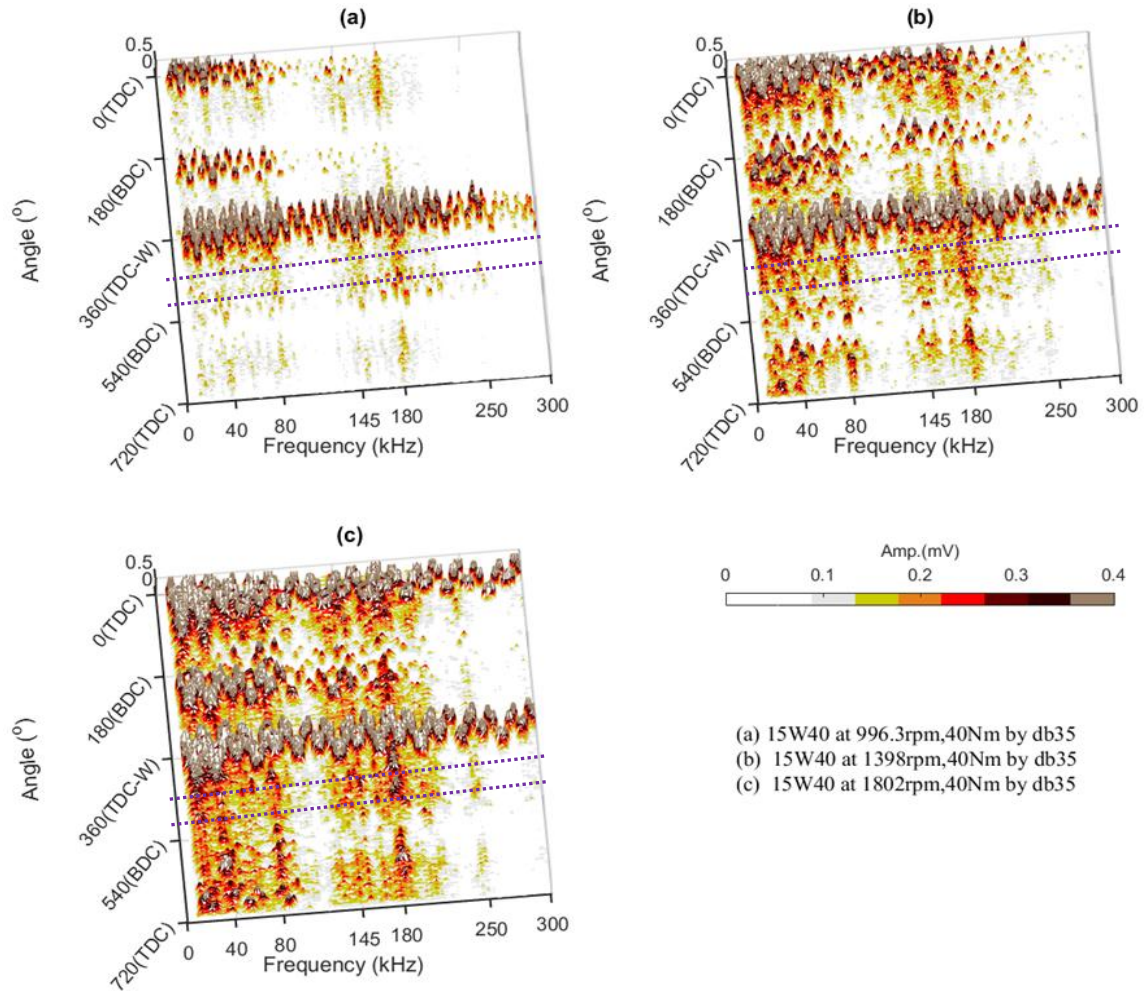 (a)
0.5
0
0(TDC)
180(BDC)
360(TDC-W)
540(BDC)
720(TDC)
Angle (°)
0 40 80 145 180 250 300
Frequency (kHz)
(b)
0.5
0
0(TDC)
180(BDC)
360(TDC-W)
540(BDC)
720(TDC)
Angle (°)
0 40 80 145 180 250 300
Frequency (kHz)
(c)
0.5
0
0(TDC)
180(BDC)
360(TDC-W)
540(BDC)
720(TDC)
Angle (°)
0 40 80 145 180 250 300
Frequency (kHz)
Amp.(mV)
0 0.1 0.2 0.3 0.4
(a) 15W40 at 996.3rpm,40Nm by db35
(b) 15W40 at 1398rpm,40Nm by db35
(c) 15W40 at 1802rpm,40Nm by db35